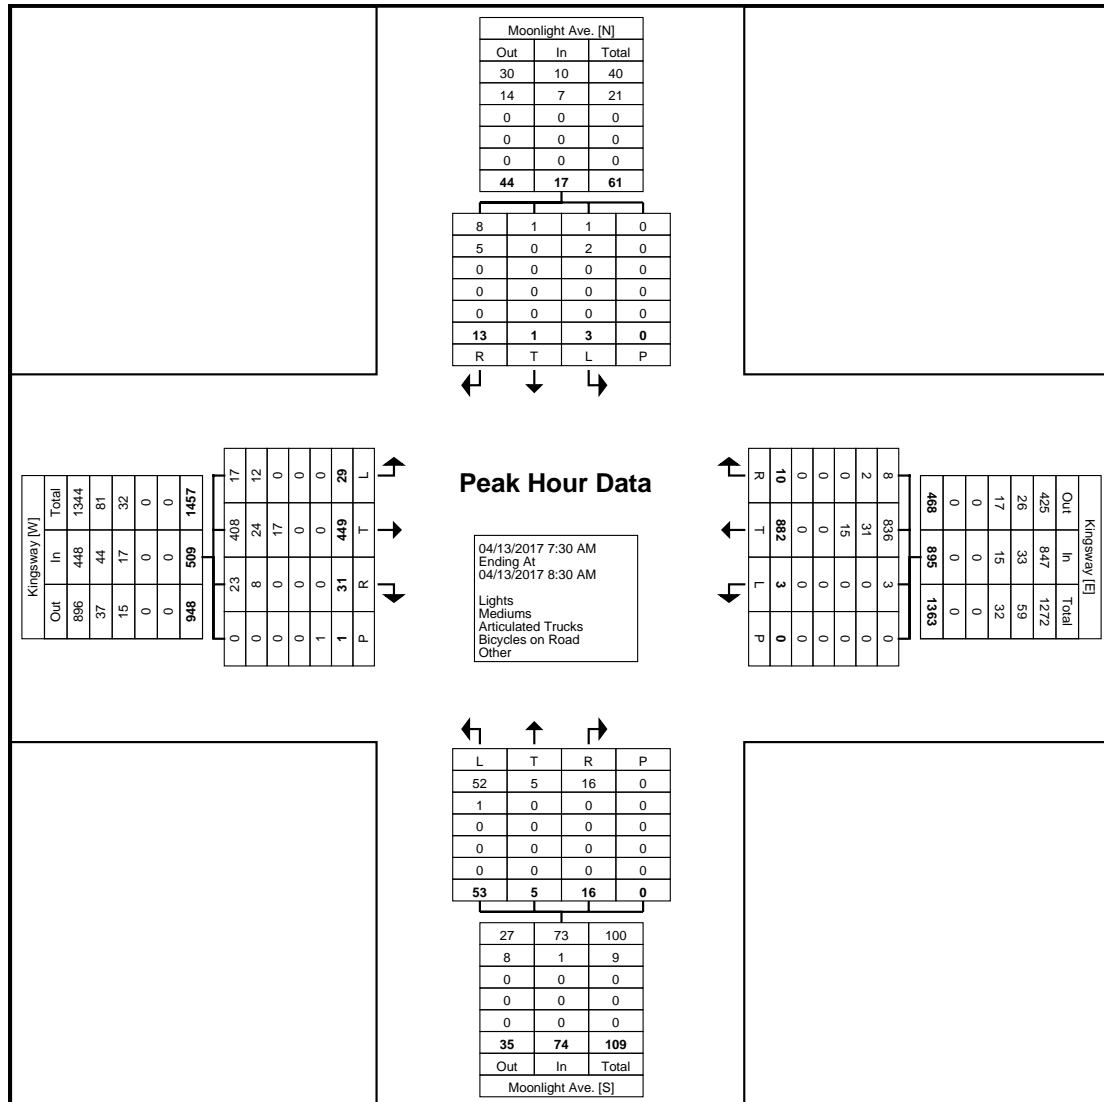 Moonlight Ave. [N]
Out In Total
30 10 40
14 7 21
0 0 0
0 0 0
0 0 0
44 17 61
8 1 1 0
5 0 2 0
0 0 0 0
0 0 0 0
0 0 0 0
13 1 3 0
R T L P
Kingsway [W]
Total In Out
1344 448 896
81 44 37
32 17 15
0 0 0
0 0 0
1457 509 948
17 408 23 0
12 24 8 0
0 17 0 0
0 0 0 0
0 0 0 1
29 449 31 1
L T R P
Peak Hour Data
04/13/2017 7:30 AM
Ending At
04/13/2017 8:30 AM
Lights
Mediums
Articulated Trucks
Bicycles on Road
Other
R T L P
10 882 3 0
0 0 0 0
0 0 0 0
0 15 0 0
2 31 0 0
8 836 3 0
Kingsway [E]
Out In Total
425 847 1272
26 33 59
17 15 32
0 0 0
0 0 0
468 895 1363
L T R P
52 5 16 0
1 0 0 0
0 0 0 0
0 0 0 0
0 0 0 0
53 5 16 0
27 73 100
8 1 9
0 0 0
0 0 0
0 0 0
35 74 109
Out In Total
Moonlight Ave. [S]